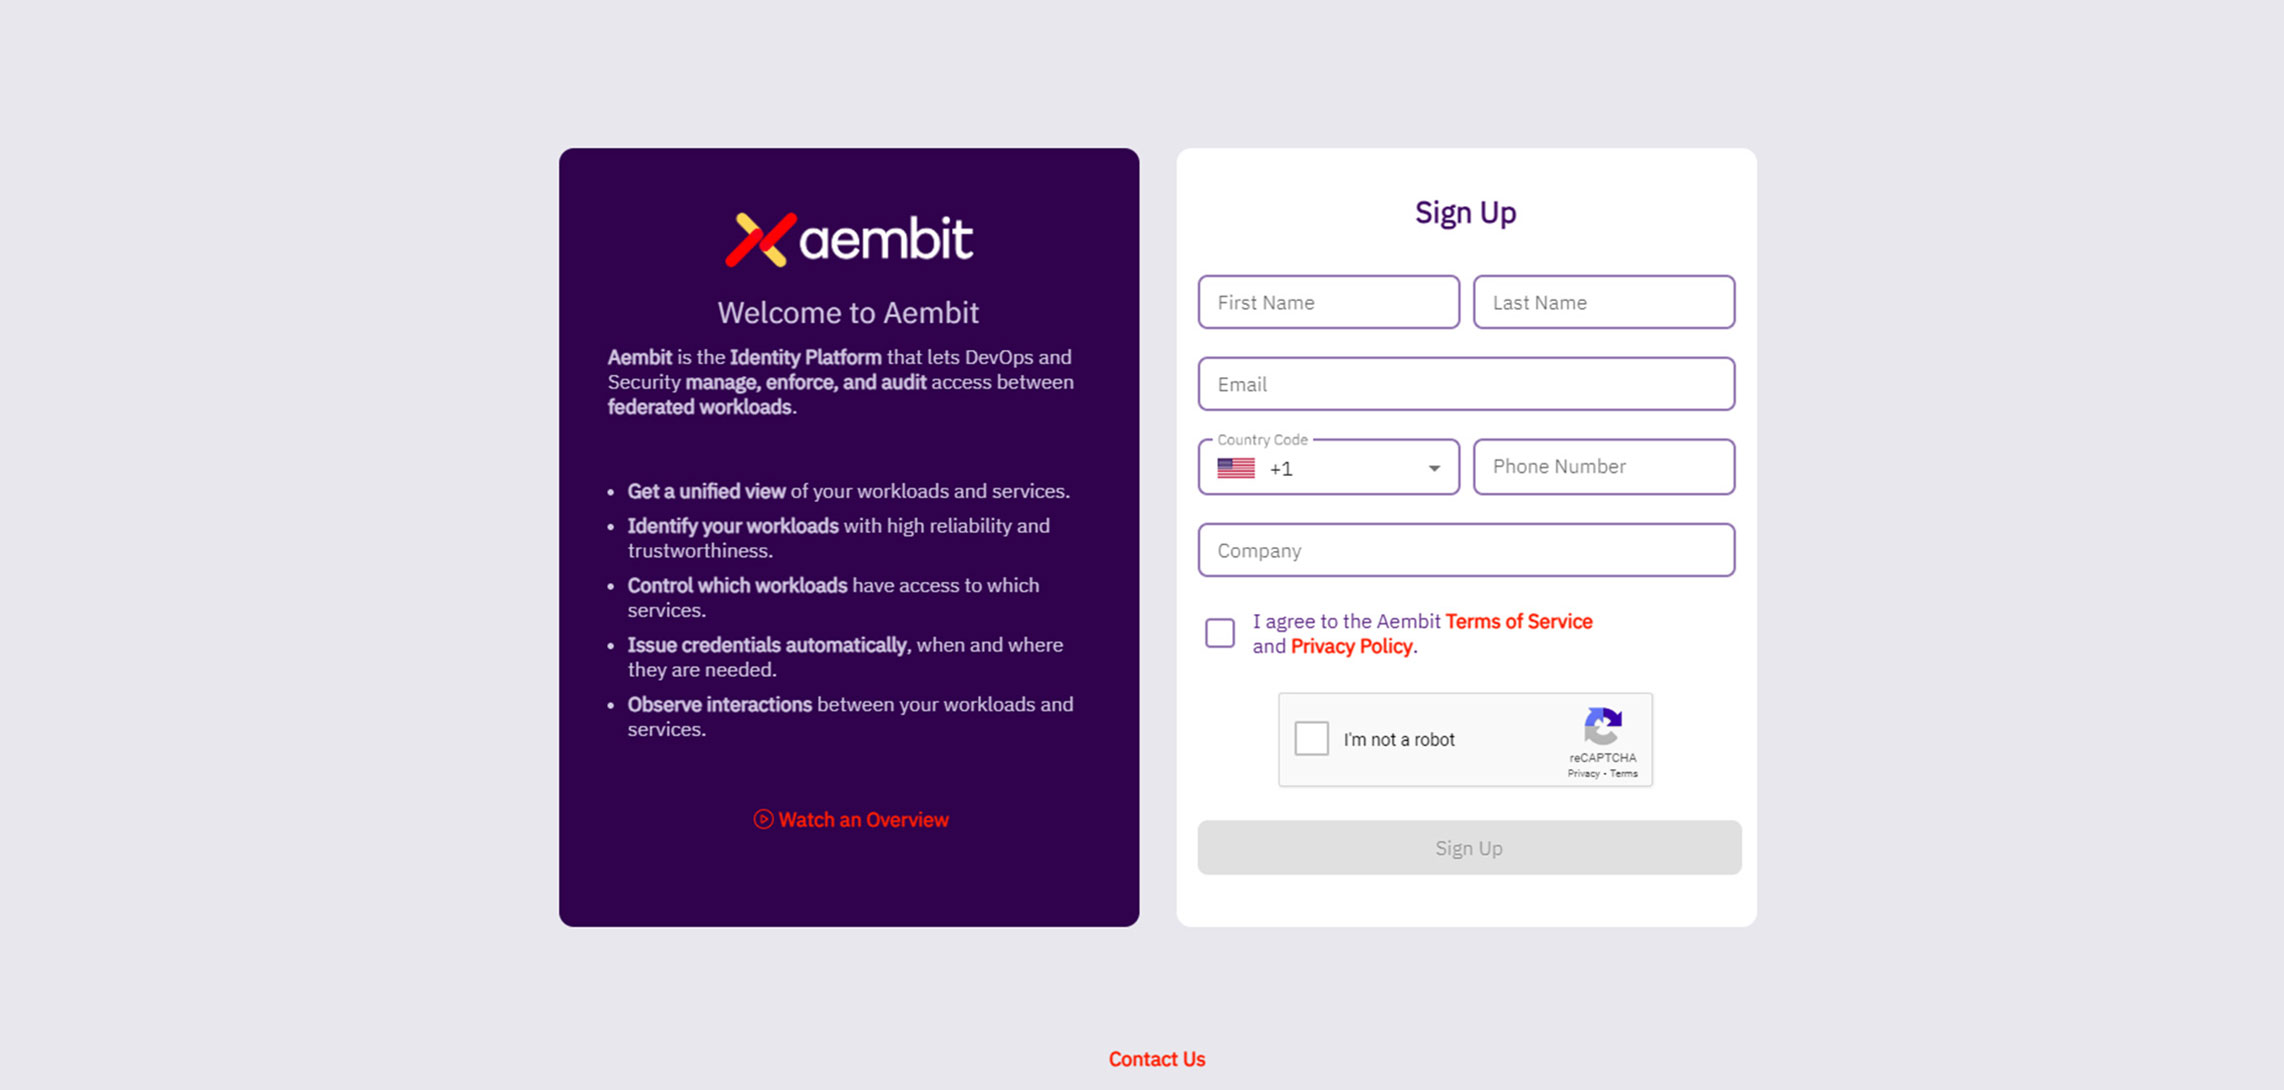 aembit
Welcome to Aembit
Aembit is the Identity Platform that lets DevOps and
Security manage, enforce, and audit access between
federated workloads.
• Get a unified view of your workloads and services.
• Identify your workloads with high reliability and
trustworthiness.
• Control which workloads have access to which
services.
• Issue credentials automatically, when and where
they are needed.
• Observe interactions between your workloads and
services.
Watch an Overview
Sign Up
First Name
Last Name
Email
Country Code
+1
Phone Number
Company
I agree to the Aembit Terms of Service
and Privacy Policy.
I'm not a robot
reCAPTCHA
Privacy - Terms
Sign Up
Contact Us